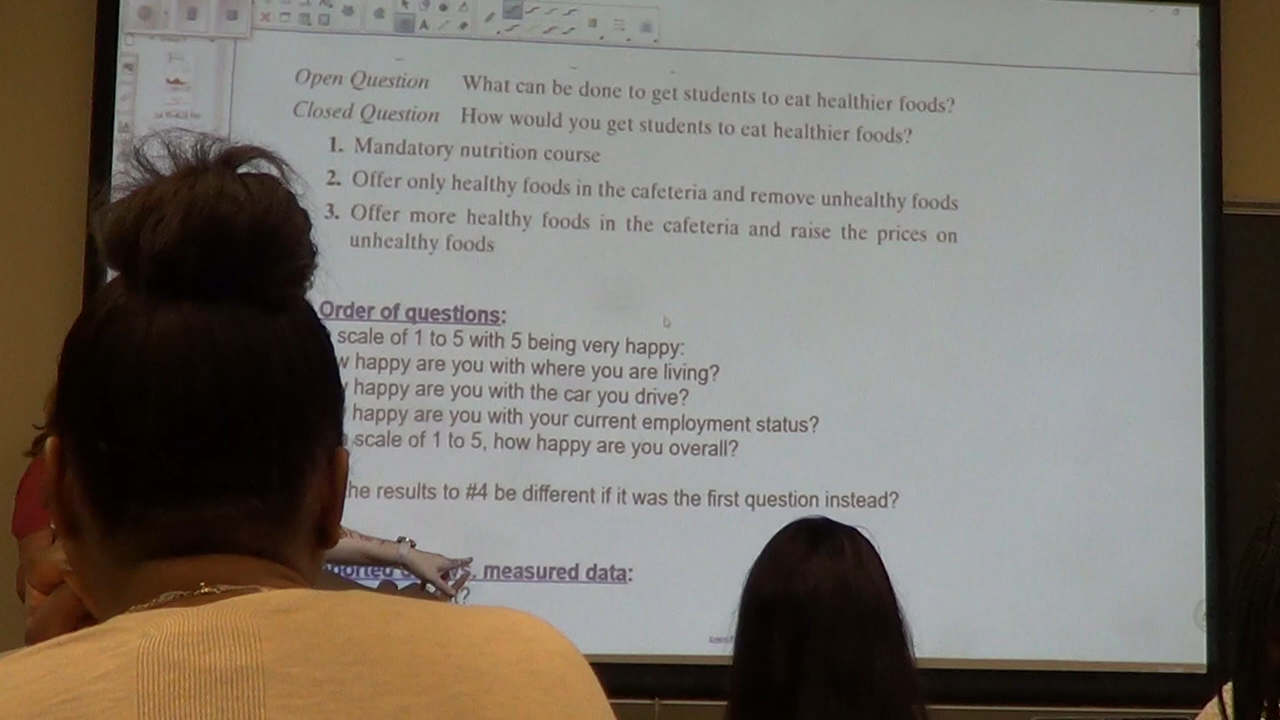 Open Question What can be done to get students to eat healthier foods?
Closed Question How would you get students to eat healthier foods?
1. Mandatory nutrition course
2. Offer only healthy foods in the cafeteria and remove unhealthy foods
3. Offer more healthy foods in the cafeteria and raise the prices on
unhealthy foods
Order of questions:
scale of 1 to 5 with 5 being very happy:
happy are you with where you are living?
happy are you with the car you drive?
happy are you with your current employment status?
scale of 1 to 5, how happy are you overall?
he results to #4 be different if it was the first question instead?
measured data: